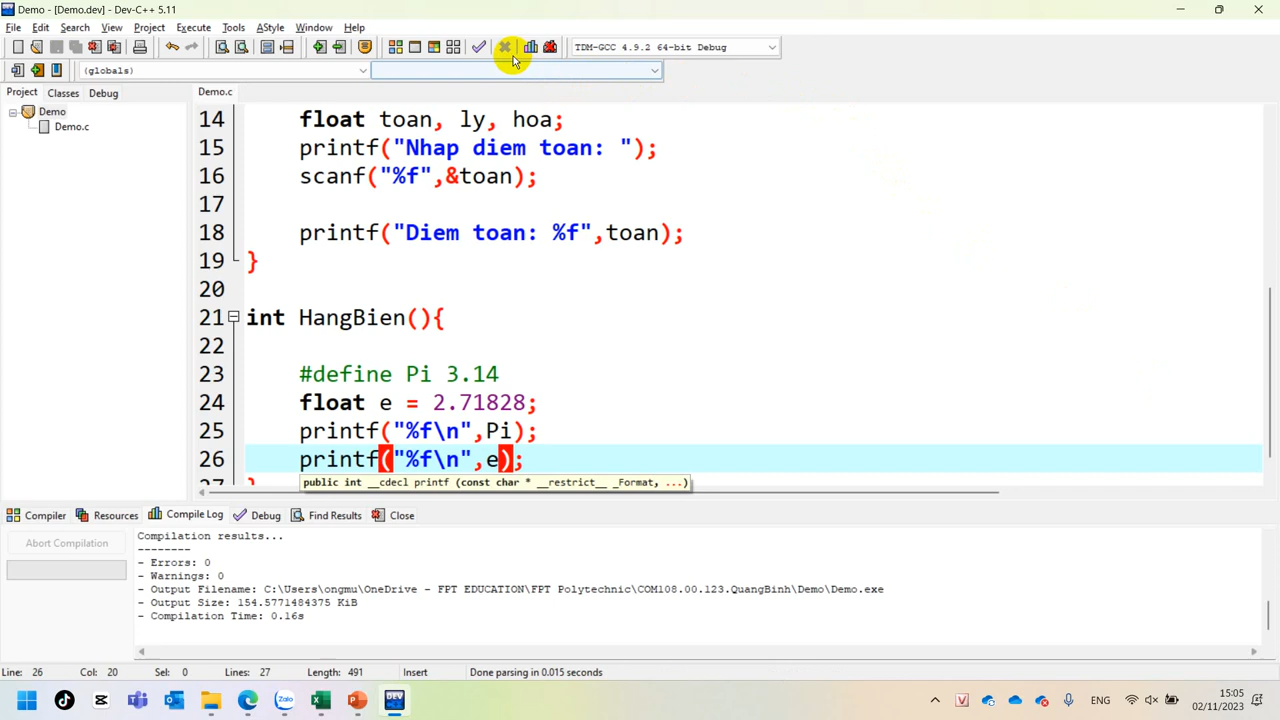 Demo - [Demo.dev] - Dev-C++ 5.11
File Edit Search View Project Execute Tools AStyle Window Help
TDM-GCC 4.9.2 64-bit Debug
(globals)
Project Classes Debug
Demo.c
Demo
Demo.c
14 float toan, ly, hoa;
15 printf("Nhap diem toan: ");
16 scanf("%f",&toan);
17
18 printf("Diem toan: %f",toan);
19 }
20
21 int HangBien(){
22
23 #define Pi 3.14
24 float e = 2.71828;
25 printf("%f\n",Pi);
26 printf("%f\n",e);
public int __cdecl printf (const char * __restrict__ _Format, ...)
27 }
Compiler Resources Compile Log Debug Find Results Close
Abort Compilation
Compilation results...
--------
- Errors: 0
- Warnings: 0
- Output Filename: C:\Users\ongmu\OneDrive - FPT EDUCATION\FPT Polytechnic\COM108.00.123.QuangBinh\Demo\Demo.exe
- Output Size: 154.5771484375 KiB
- Compilation Time: 0.16s
Line: 26 Col: 20 Sel: 0 Lines: 27 Length: 491 Insert Done parsing in 0.015 seconds
Zalo
DEV
V
ENG
15:05
02/11/2023